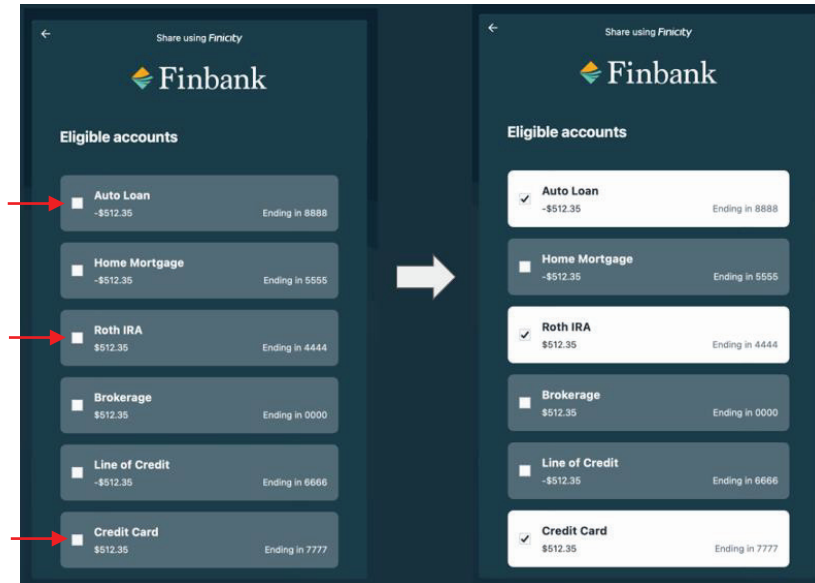 Share using Finicity
Finbank
Eligible accounts
Auto Loan
-$512.35 Ending in 8888
Home Mortgage
-$512.35 Ending in 5555
Roth IRA
$512.35 Ending in 4444
Brokerage
$512.35 Ending in 0000
Line of Credit
-$512.35 Ending in 6666
Credit Card
$512.35 Ending in 7777
Share using Finicity
Finbank
Eligible accounts
Auto Loan
-$512.35 Ending in 8888
Home Mortgage
-$512.35 Ending in 5555
Roth IRA
$512.35 Ending in 4444
Brokerage
$512.35 Ending in 0000
Line of Credit
-$512.35 Ending in 6666
Credit Card
$512.35 Ending in 7777